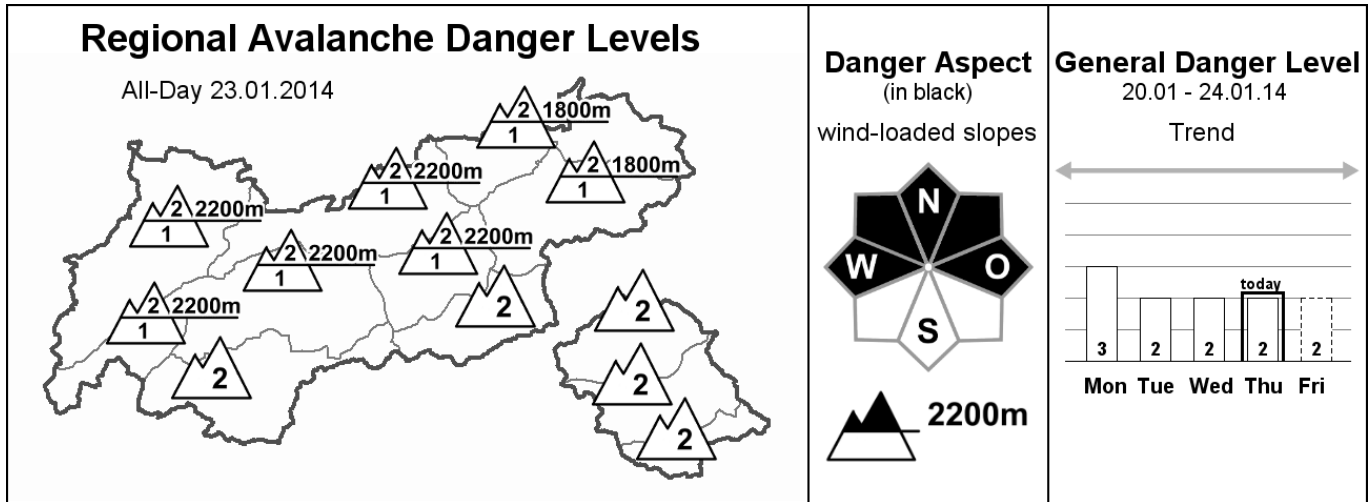 Regional Avalanche Danger Levels
All-Day 23.01.2014
2 1800m
1
2 1800m
1
2 2200m
1
2 2200m
1
2 2200m
1
2 2200m
1
2 2200m
1
2
2
2
2
2
Danger Aspect
(in black)
wind-loaded slopes
N
W O
S
2200m
General Danger Level
20.01 - 24.01.14
Trend
today
3 2 2 2 2
Mon Tue Wed Thu Fri